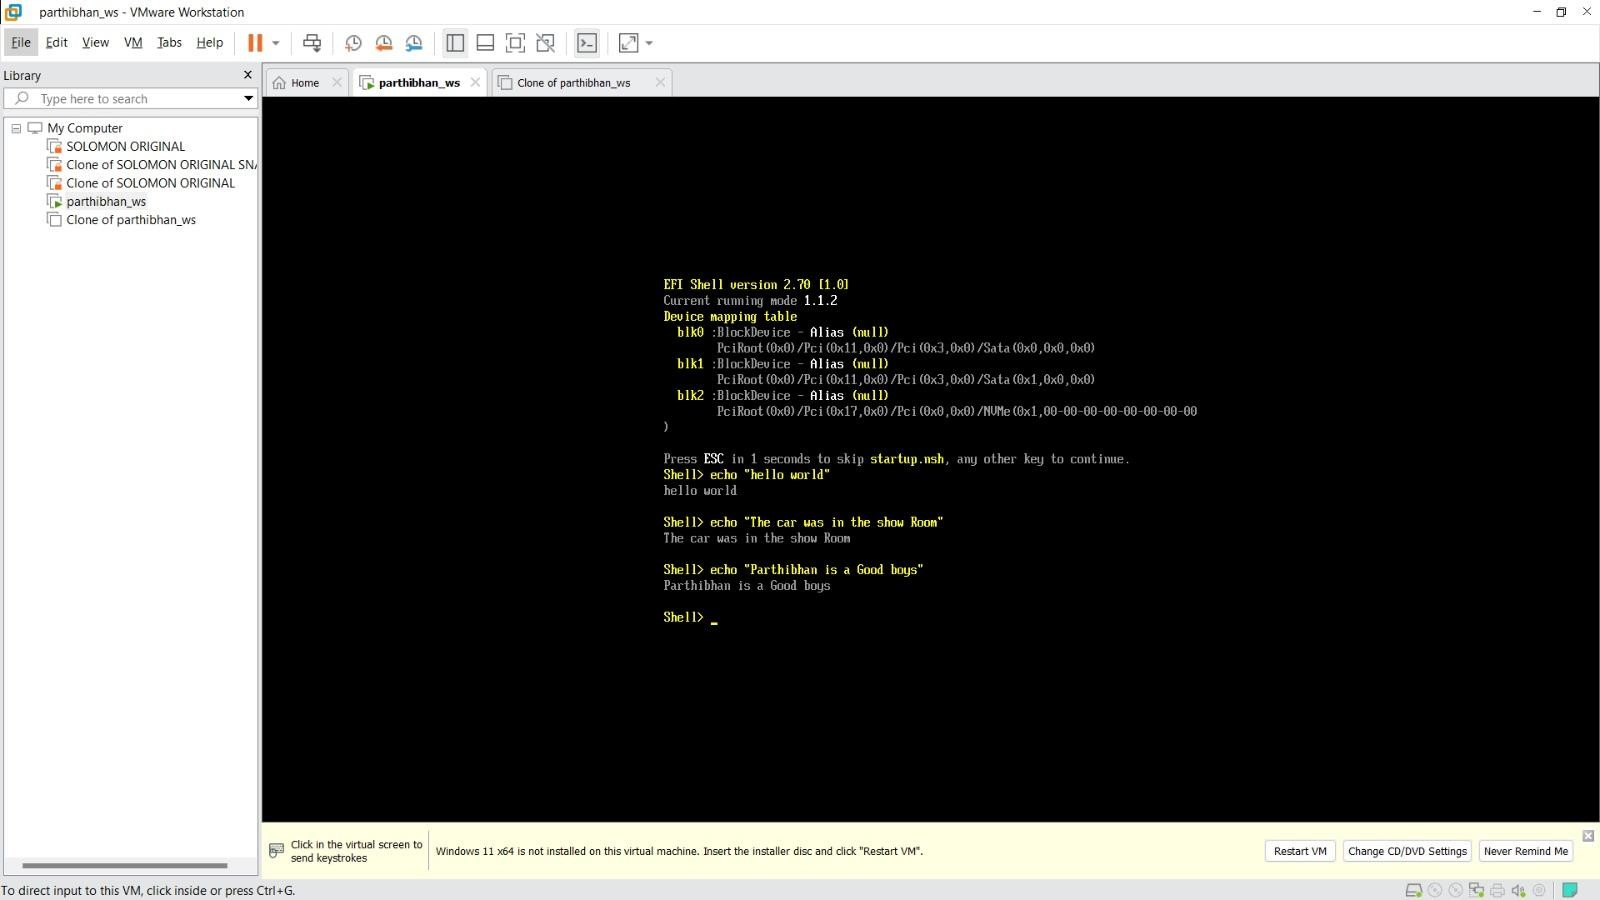 parthibhan_ws - VMware Workstation
File Edit View VM Tabs Help
Library
Type here to search
My Computer
SOLOMON ORIGINAL
Clone of SOLOMON ORIGINAL SNA
Clone of SOLOMON ORIGINAL
parthibhan_ws
Clone of parthibhan_ws
Home parthibhan_ws Clone of parthibhan_ws
EFI Shell version 2.70 [1.0]
Current running mode 1.1.2
Device mapping table
blk0 :BlockDevice - Alias (null)
PciRoot(0x0)/Pci(0x11,0x0)/Pci(0x3,0x0)/Sata(0x0,0x0,0x0)
blk1 :BlockDevice - Alias (null)
PciRoot(0x0)/Pci(0x11,0x0)/Pci(0x3,0x0)/Sata(0x1,0x0,0x0)
blk2 :BlockDevice - Alias (null)
PciRoot(0x0)/Pci(0x17,0x0)/Pci(0x0,0x0)/NVMe(0x1,00-00-00-00-00-00-00-00
)
Press ESC in 1 seconds to skip startup.nsh, any other key to continue.
Shell> echo "hello world"
hello world
Shell> echo "The car was in the show Room"
The car was in the show Room
Shell> echo "Parthibhan is a Good boys"
Parthibhan is a Good boys
Shell> _
Click in the virtual screen to
send keystrokes
Windows 11 x64 is not installed on this virtual machine. Insert the installer disc and click "Restart VM".
Restart VM Change CD/DVD Settings Never Remind Me
To direct input to this VM, click inside or press Ctrl+G.